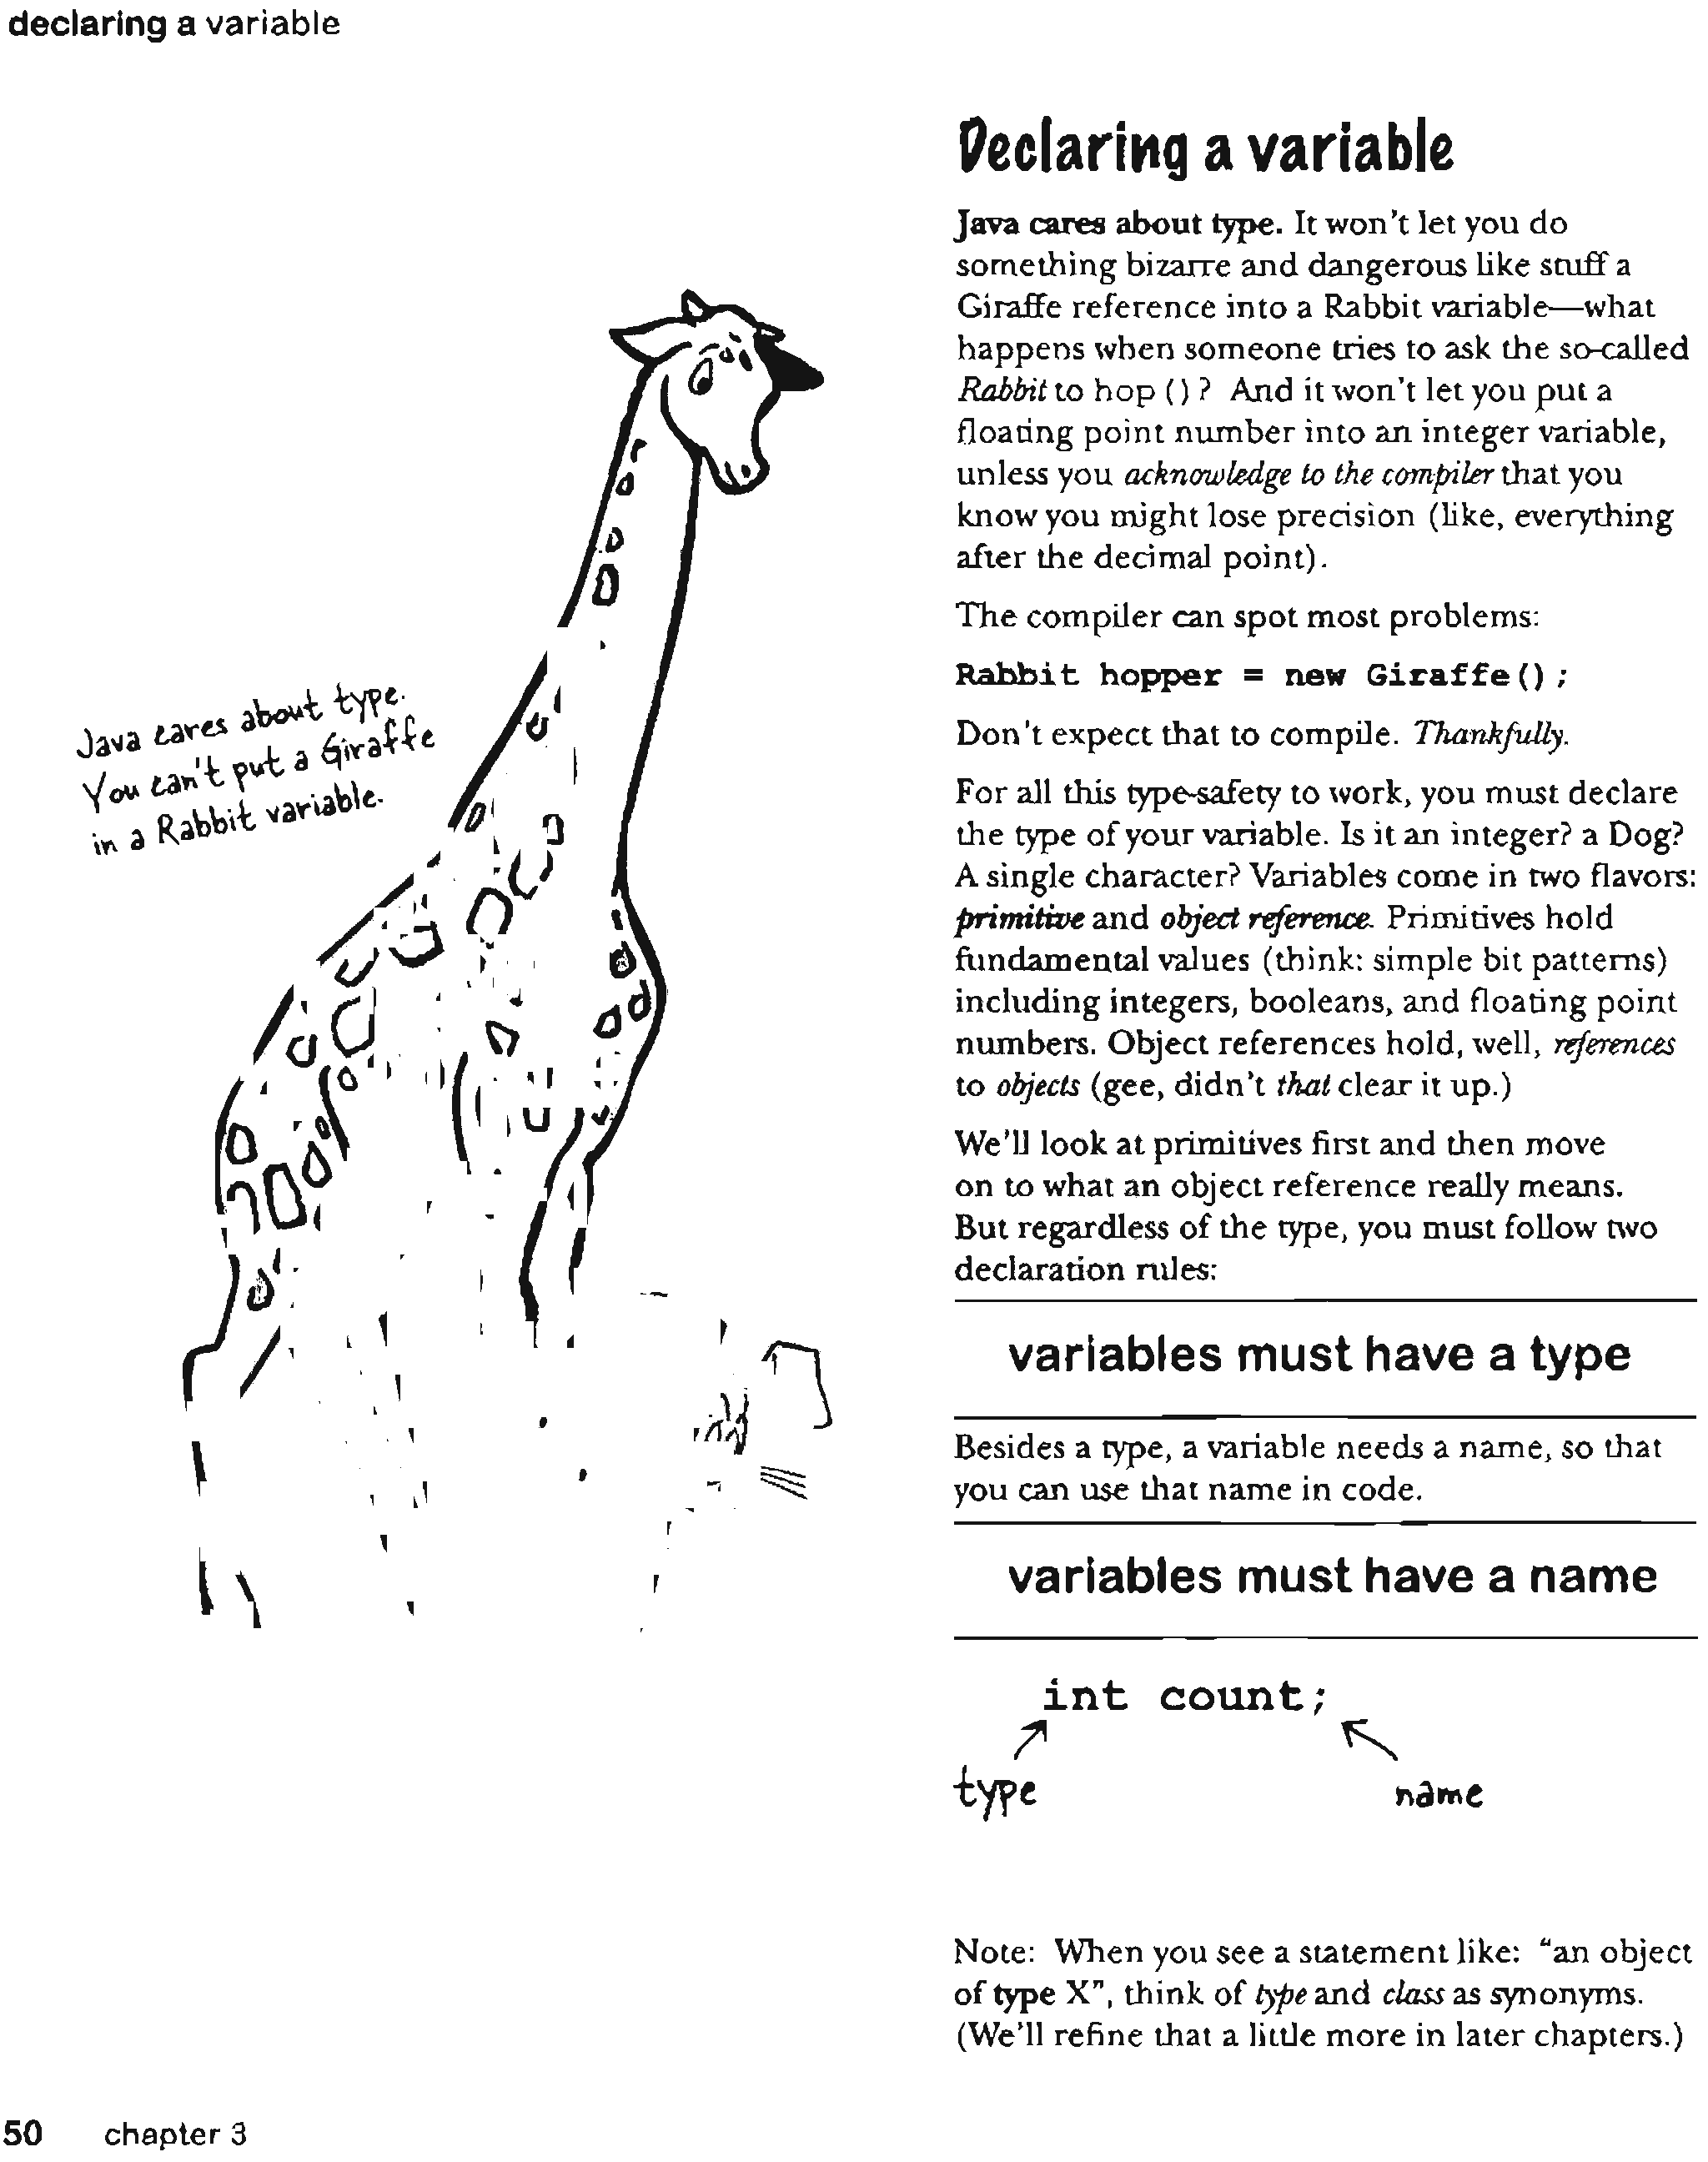 declaring a variable
Declaring a variable
Java cares about type. It won't let you do
something bizarre and dangerous like stuff a
Giraffe reference into a Rabbit variable—what
happens when someone tries to ask the so-called
Rabbit to hop () ? And it won't let you put a
floating point number into an integer variable,
unless you acknowledge to the compiler that you
know you might lose precision (like, everything
after the decimal point).
The compiler can spot most problems:
Rabbit hopper = new Giraffe() ;
Don't expect that to compile. Thankfully.
For all this type-safety to work, you must declare
the type of your variable. Is it an integer? a Dog?
A single character? Variables come in two flavors:
primitive and object reference. Primitives hold
fundamental values (think: simple bit patterns)
including integers, booleans, and floating point
numbers. Object references hold, well, references
to objects (gee, didn't that clear it up.)
We'll look at primitives first and then move
on to what an object reference really means.
But regardless of the type, you must follow two
declaration rules:
variables must have a type
Besides a type, a variable needs a name, so that
you can use that name in code.
variables must have a name
int count;
type name
Note: When you see a statement like: "an object
of type X", think of type and class as synonyms.
(We'll refine that a little more in later chapters.)
Java cares about type.
You can't put a Giraffe
in a Rabbit variable.
50 chapter 3